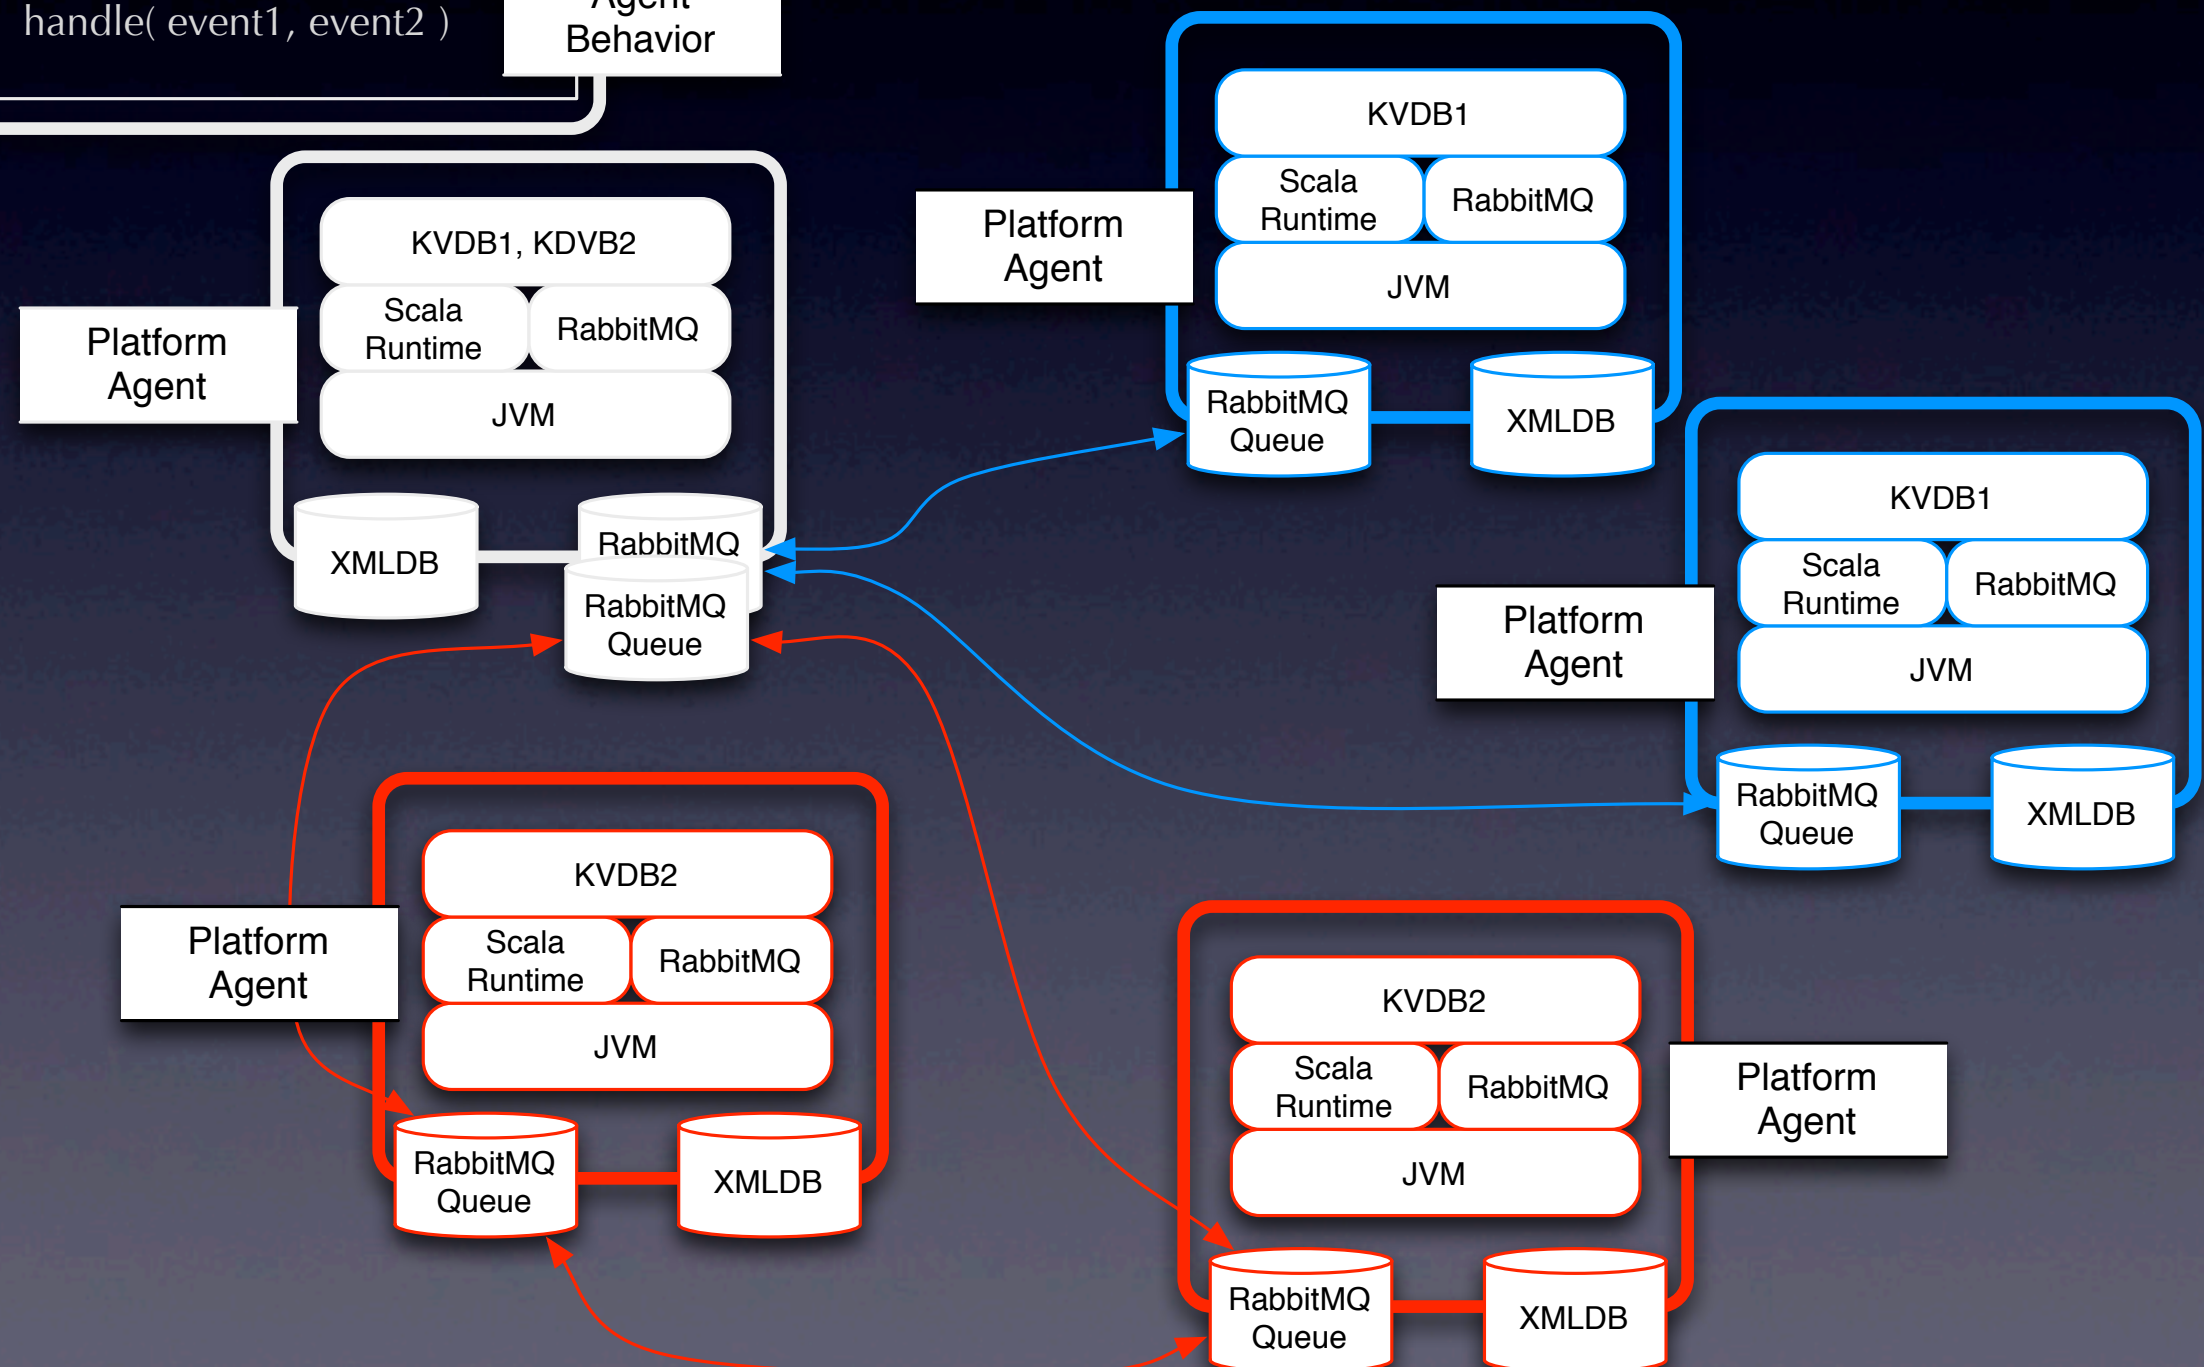 handle( event1, event2 )
Agent
Behavior
KVDB1
Scala
Runtime
RabbitMQ
JVM
Platform
Agent
RabbitMQ
Queue
XMLDB
KVDB1, KDVB2
Scala
Runtime
RabbitMQ
JVM
Platform
Agent
XMLDB
RabbitMQ
RabbitMQ
Queue
KVDB1
Scala
Runtime
RabbitMQ
JVM
Platform
Agent
RabbitMQ
Queue
XMLDB
KVDB2
Scala
Runtime
RabbitMQ
JVM
Platform
Agent
RabbitMQ
Queue
XMLDB
KVDB2
Scala
Runtime
RabbitMQ
JVM
Platform
Agent
RabbitMQ
Queue
XMLDB